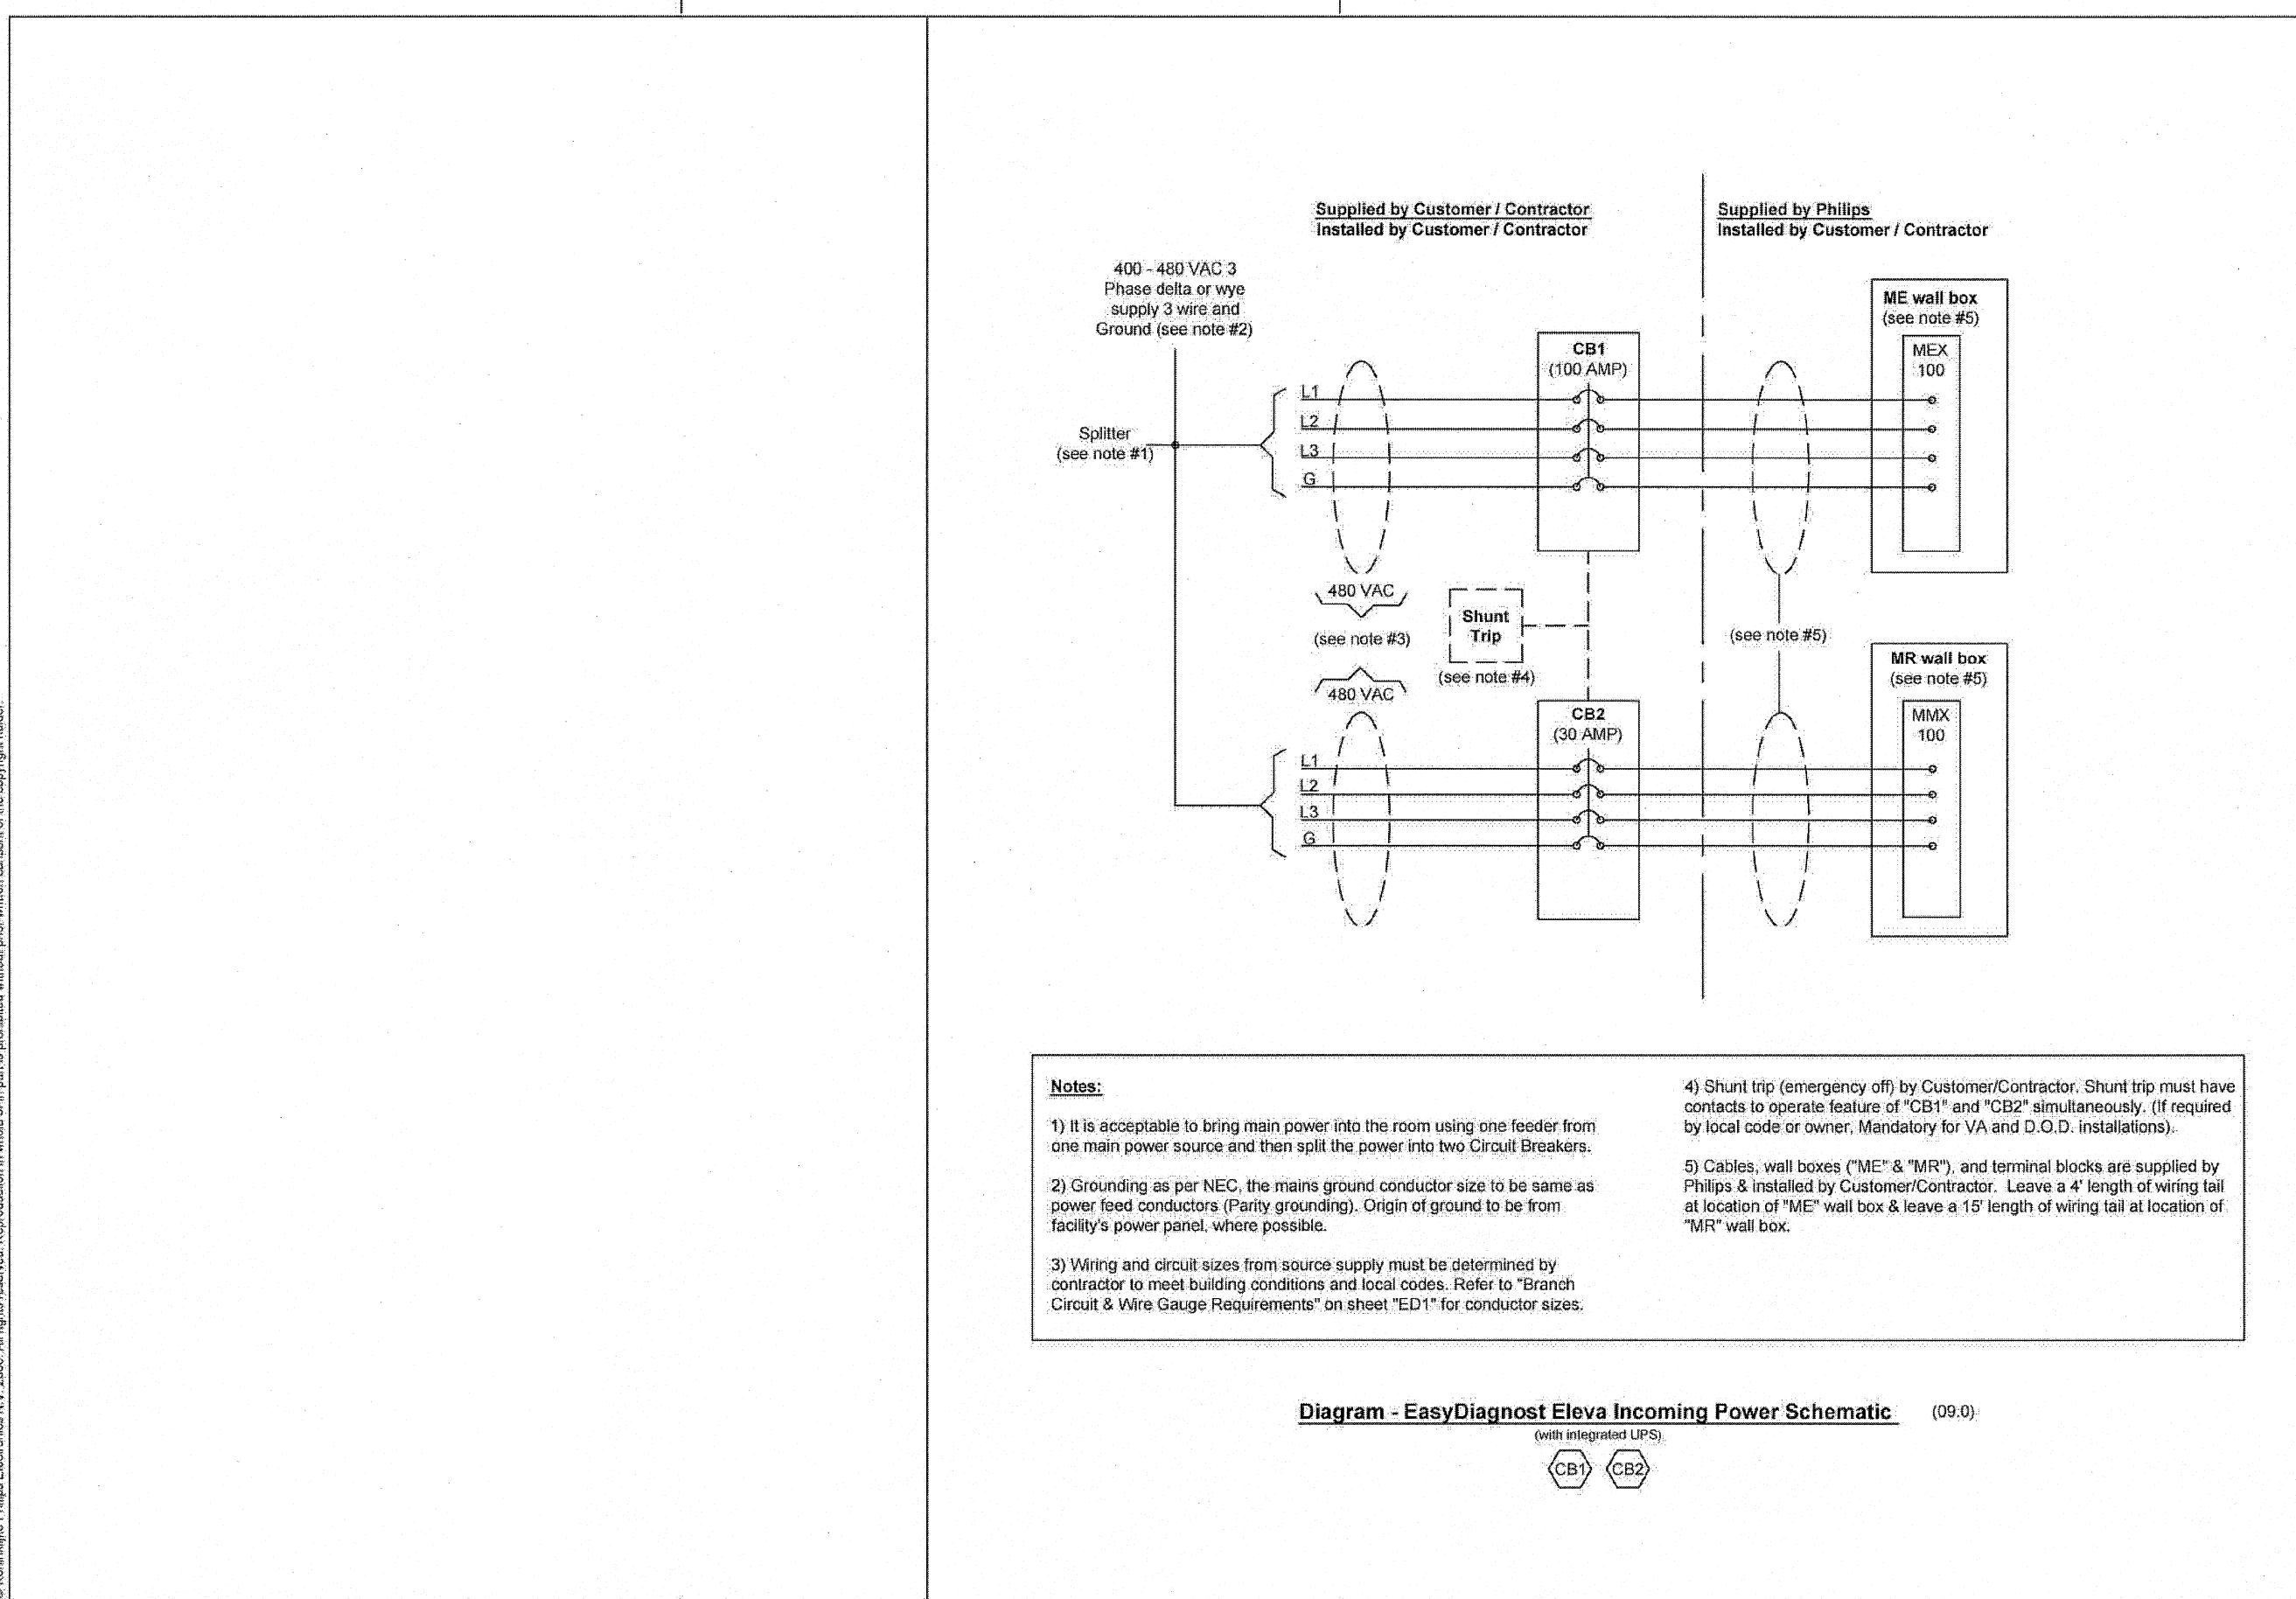 Supplied by Customer / Contractor
Installed by Customer / Contractor
Supplied by Philips
Installed by Customer / Contractor
400 - 480 VAC 3
Phase delta or wye
supply 3 wire and
Ground (see note #2)
Splitter
(see note #1)
L1
L2
L3
G
CB1
(100 AMP)
ME wall box
(see note #5)
MEX
100
480 VAC
(see note #3)
480 VAC
Shunt
Trip
(see note #4)
(see note #5)
L1
L2
L3
G
CB2
(30 AMP)
MR wall box
(see note #5)
MMX
100
Notes:
1) It is acceptable to bring main power into the room using one feeder from
one main power source and then split the power into two Circuit Breakers.
2) Grounding as per NEC, the mains ground conductor size to be same as
power feed conductors (Parity grounding). Origin of ground to be from
facility's power panel, where possible.
3) Wiring and circuit sizes from source supply must be determined by
contractor to meet building conditions and local codes. Refer to "Branch
Circuit & Wire Gauge Requirements" on sheet "ED1" for conductor sizes.
4) Shunt trip (emergency off) by Customer/Contractor. Shunt trip must have
contacts to operate feature of "CB1" and "CB2" simultaneously. (If required
by local code or owner, Mandatory for VA and D.O.D. installations).
5) Cables, wall boxes ("ME" & "MR"), and terminal blocks are supplied by
Philips & installed by Customer/Contractor. Leave a 4' length of wiring tail
at location of "ME" wall box & leave a 15' length of wiring tail at location of
"MR" wall box.
Diagram - EasyDiagnost Eleva Incoming Power Schematic (09.0)
(with integrated UPS)
CB1 CB2